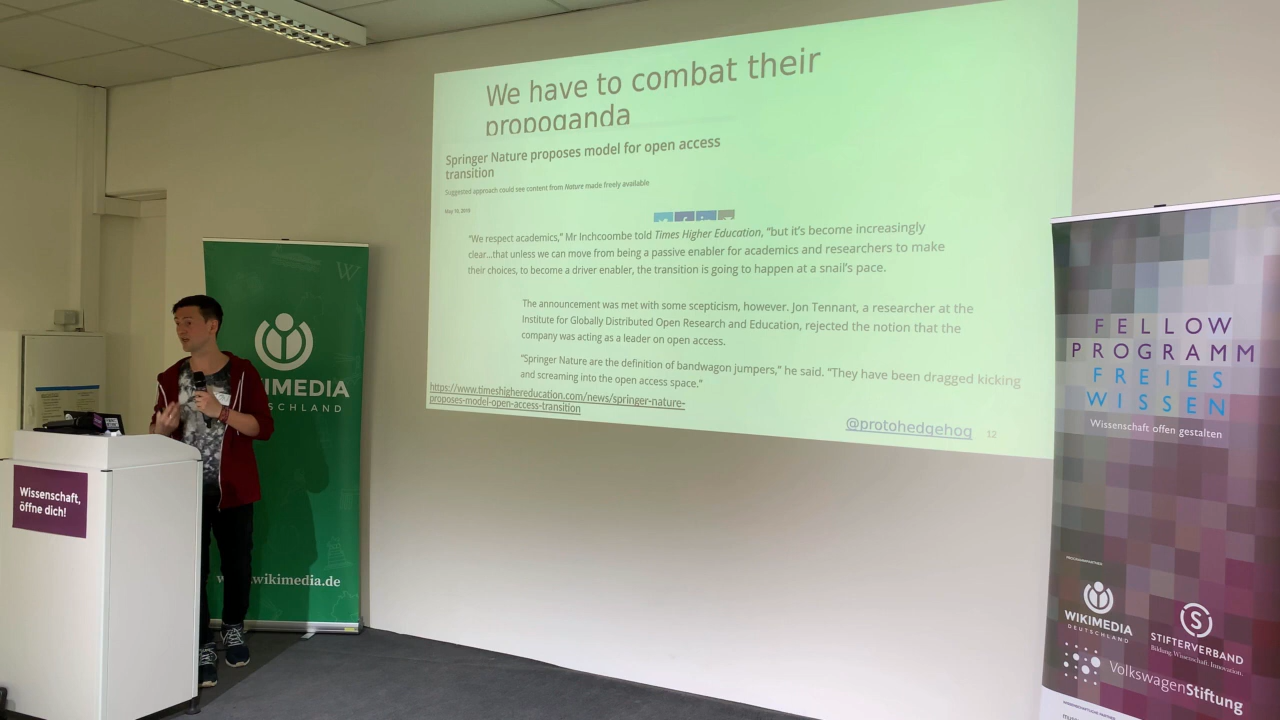 We have to combat their
propoganda
Springer Nature proposes model for open access
transition
Suggested approach could see content from Nature made freely available
May 10, 2019
“We respect academics,” Mr Inchcoombe told Times Higher Education, “but it’s become increasingly
clear…that unless we can move from being a passive enabler for academics and researchers to make
their choices, to become a driver enabler, the transition is going to happen at a snail’s pace.
The announcement was met with some scepticism, however. Jon Tennant, a researcher at the
Institute for Globally Distributed Open Research and Education, rejected the notion that the
company was acting as a leader on open access.
“Springer Nature are the definition of bandwagon jumpers,” he said. “They have been dragged kicking
and screaming into the open access space.”
https://www.timeshighereducation.com/news/springer-nature-
proposes-model-open-access-transition
@protohedgehog 12
W
IMEDIA
SCHLAND
wikimedia.de
Wissenschaft,
öffne dich!
FELLOW
PROGRAMM
FREIES
WISSEN
Wissenschaft offen gestalten
WIKIMEDIA
DEUTSCHLAND
S
STIFTERVERBAND
Bildung. Wissenschaft. Innovation.
VolkswagenStiftung